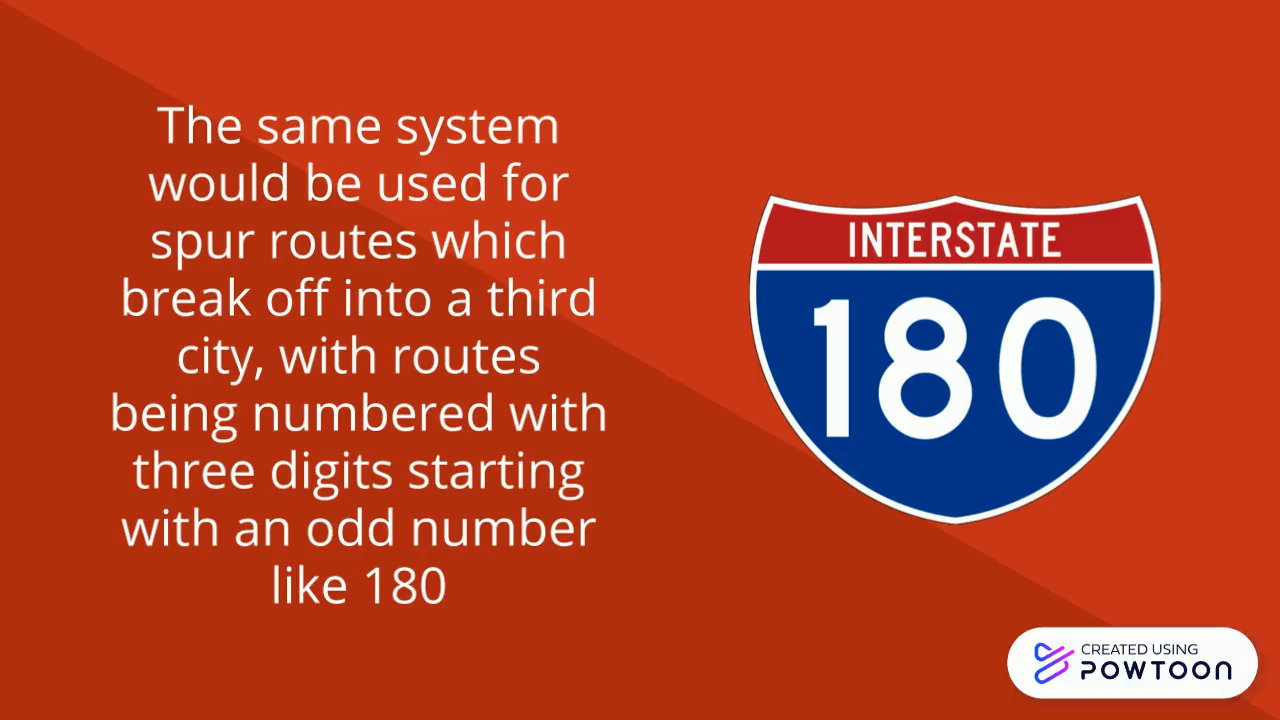 The same system
would be used for
spur routes which
break off into a third
city, with routes
being numbered with
three digits starting
with an odd number
like 180
INTERSTATE
180
CREATED USING
POWTOON